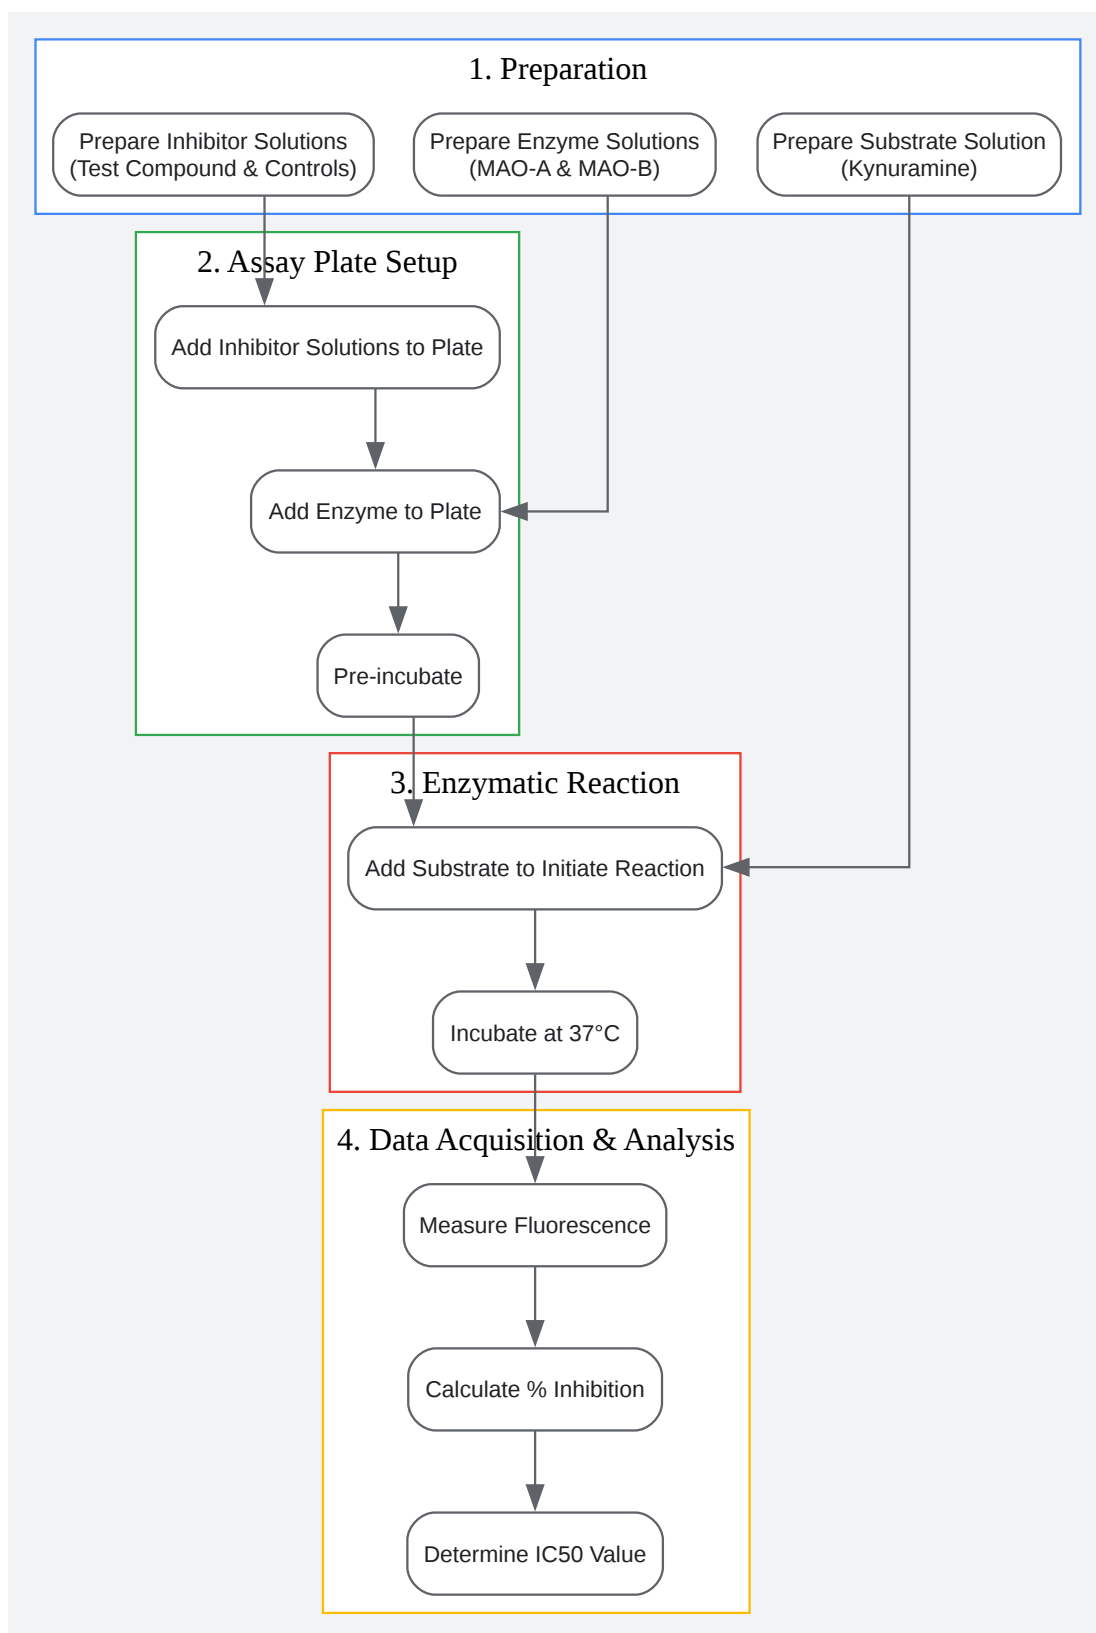 1. Preparation
Prepare Inhibitor Solutions
(Test Compound & Controls)
Prepare Enzyme Solutions
(MAO-A & MAO-B)
Prepare Substrate Solution
(Kynuramine)
2. Assay Plate Setup
Add Inhibitor Solutions to Plate
Add Enzyme to Plate
Pre-incubate
3. Enzymatic Reaction
Add Substrate to Initiate Reaction
Incubate at 37°C
4. Data Acquisition & Analysis
Measure Fluorescence
Calculate % Inhibition
Determine IC50 Value